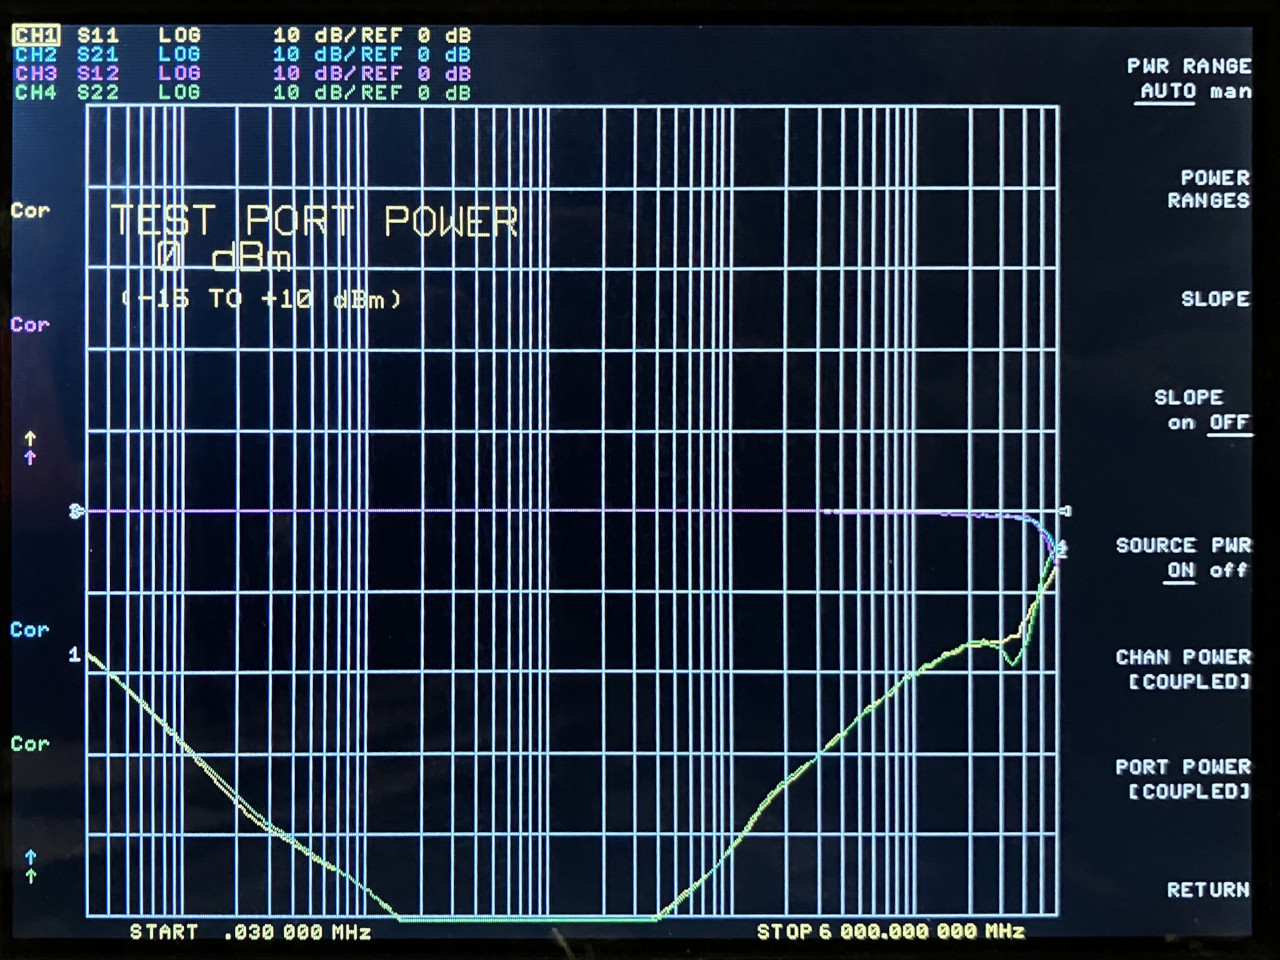 CH1 S11 LOG 10 dB/REF 0 dB
CH2 S21 LOG 10 dB/REF 0 dB
CH3 S12 LOG 10 dB/REF 0 dB
CH4 S22 LOG 10 dB/REF 0 dB
PWR RANGE
AUTO man
POWER
RANGES
Cor
TEST PORT POWER
0 dBm
(-15 TO +10 dBm)
SLOPE
Cor
SLOPE
on OFF
↑
↑
SOURCE PWR
ON off
Cor
1
CHAN POWER
[COUPLED]
Cor
PORT POWER
[COUPLED]
↑
↑
RETURN
START .030 000 MHz STOP 6 000.000 000 MHz